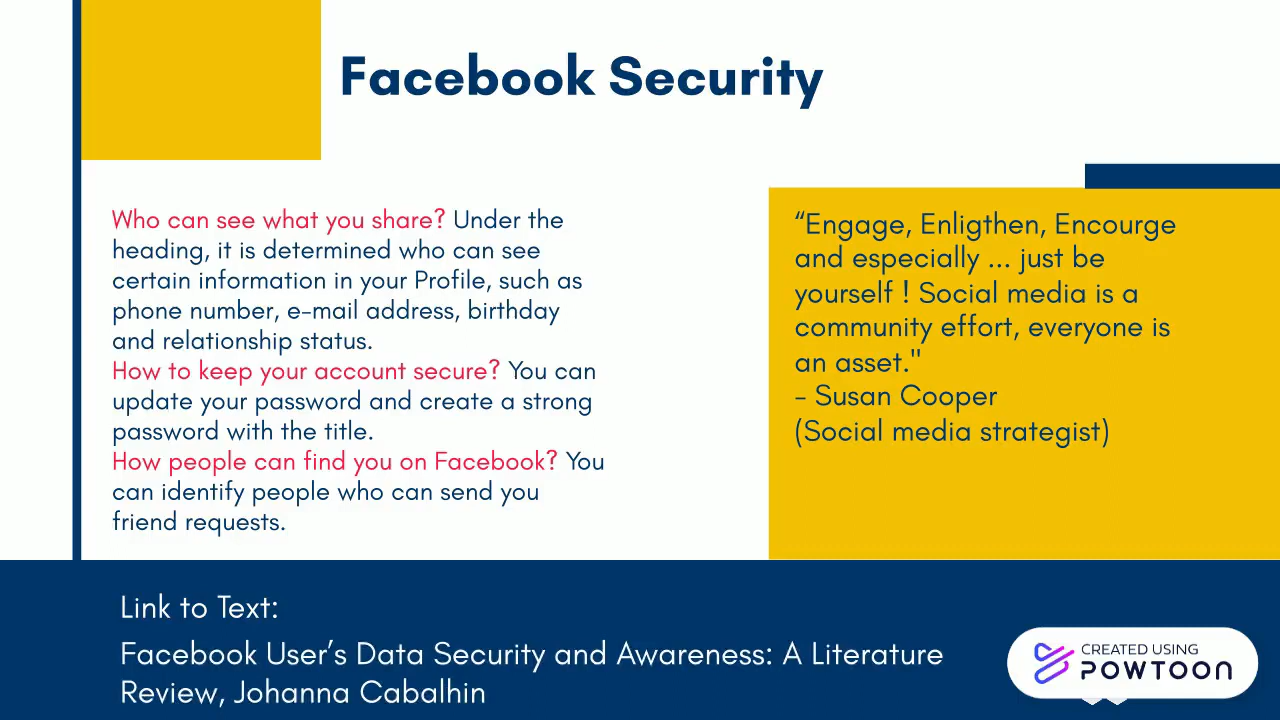 Facebook Security
Who can see what you share? Under the
heading, it is determined who can see
certain information in your Profile, such as
phone number, e-mail address, birthday
and relationship status.
How to keep your account secure? You can
update your password and create a strong
password with the title.
How people can find you on Facebook? You
can identify people who can send you
friend requests.
“Engage, Enligthen, Encourge
and especially ... just be
yourself ! Social media is a
community effort, everyone is
an asset."
- Susan Cooper
(Social media strategist)
Link to Text:
Facebook User’s Data Security and Awareness: A Literature
Review, Johanna Cabalhin
CREATED USING
POWTOON